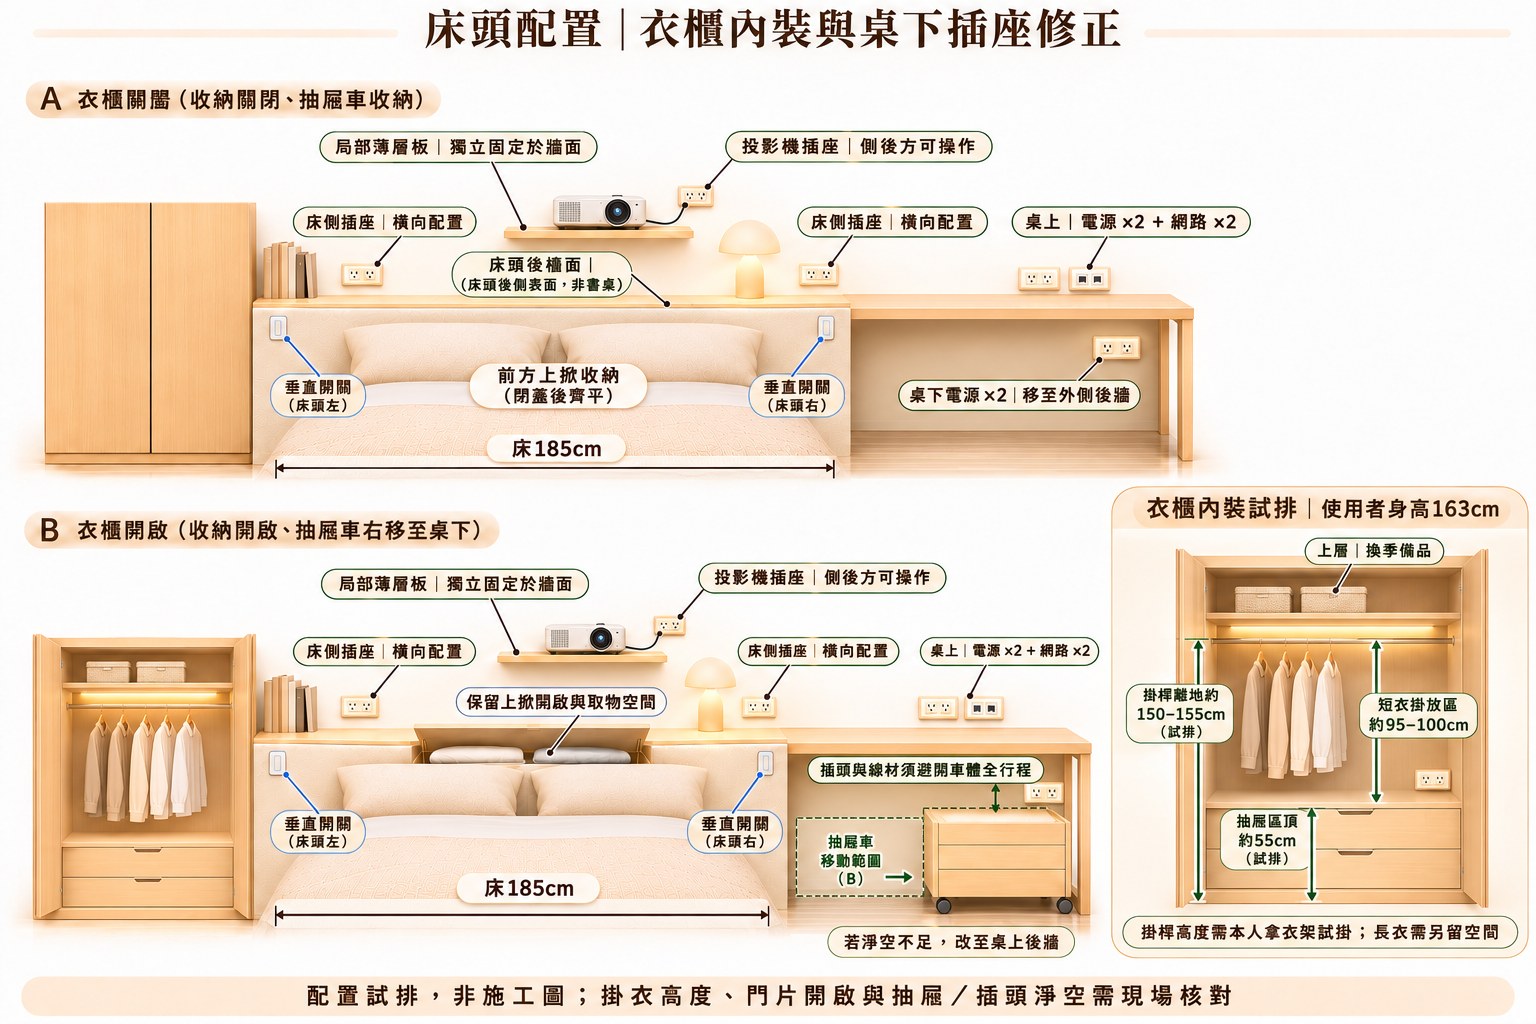 床頭配置｜衣櫃內裝與桌下插座修正
A 衣櫃關閣（收納關閉、抽屜車收納）
局部薄層板｜獨立固定於牆面
投影機插座｜側後方可操作
床側插座｜橫向配置
床側插座｜橫向配置
桌上｜電源 ×2 + 網路 ×2
床頭後檯面｜
（床頭後側表面，非書桌）
垂直開關
（床頭左）
前方上掀收納
（閉蓋後齊平）
垂直開關
（床頭右）
桌下電源 ×2｜移至外側後牆
床185cm
B 衣櫃開啟（收納開啟、抽屜車右移至桌下）
局部薄層板｜獨立固定於牆面
投影機插座｜側後方可操作
床側插座｜橫向配置
床側插座｜橫向配置
桌上｜電源 ×2 + 網路 ×2
保留上掀開啟與取物空間
插頭與線材須避開車體全行程
垂直開關
（床頭左）
垂直開關
（床頭右）
抽屜車
移動範圍
（B）
床185cm
若淨空不足，改至桌上後牆
衣櫃內裝試排｜使用者身高163cm
上層｜換季備品
掛桿離地約
150–155cm
（試排）
短衣掛放區
約95–100cm
抽屜區頂
約55cm
（試排）
掛桿高度需本人拿衣架試掛；長衣需另留空間
配置試排，非施工圖；掛衣高度、門片開啟與抽屜／插頭淨空需現場核對